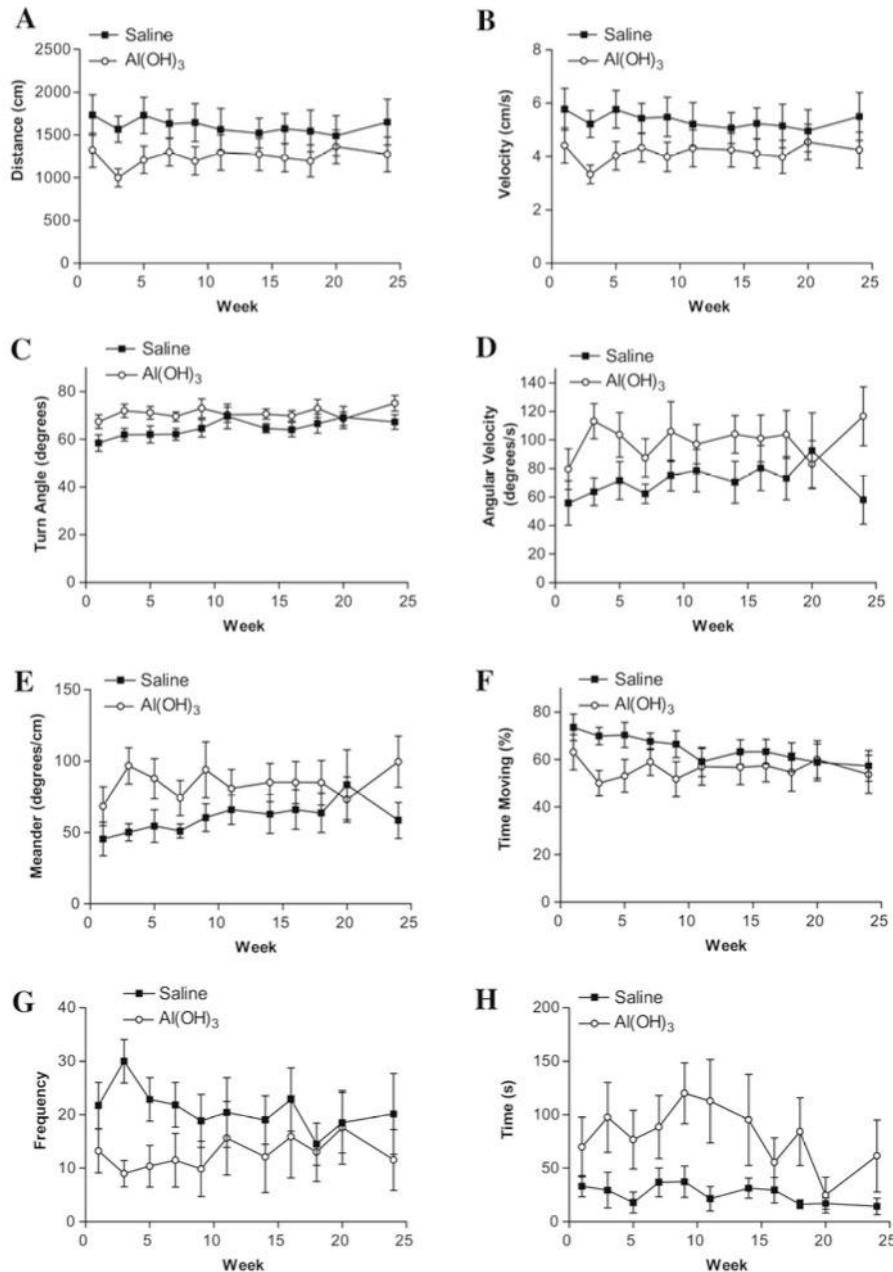 A
Saline
Al(OH)3
Distance (cm)
2500
2000
1500
1000
500
0
0 5 10 15 20 25
Week
B
Saline
Al(OH)3
Velocity (cm/s)
8
6
4
2
0
0 5 10 15 20 25
Week
C
Saline
Al(OH)3
Turn Angle (degrees)
80
60
40
20
0
0 5 10 15 20 25
Week
D
Saline
Al(OH)3
Angular Velocity
(degrees/s)
140
120
100
80
60
40
20
0
0 5 10 15 20 25
Week
E
Saline
Al(OH)3
Meander (degrees/cm)
150
100
50
0
0 5 10 15 20 25
Week
F
Saline
Al(OH)3
Time Moving (%)
80
60
40
20
0
0 5 10 15 20 25
Week
G
Saline
Al(OH)3
Frequency
40
30
20
10
0
0 5 10 15 20 25
Week
H
Saline
Al(OH)3
Time (s)
200
150
100
50
0
0 5 10 15 20 25
Week